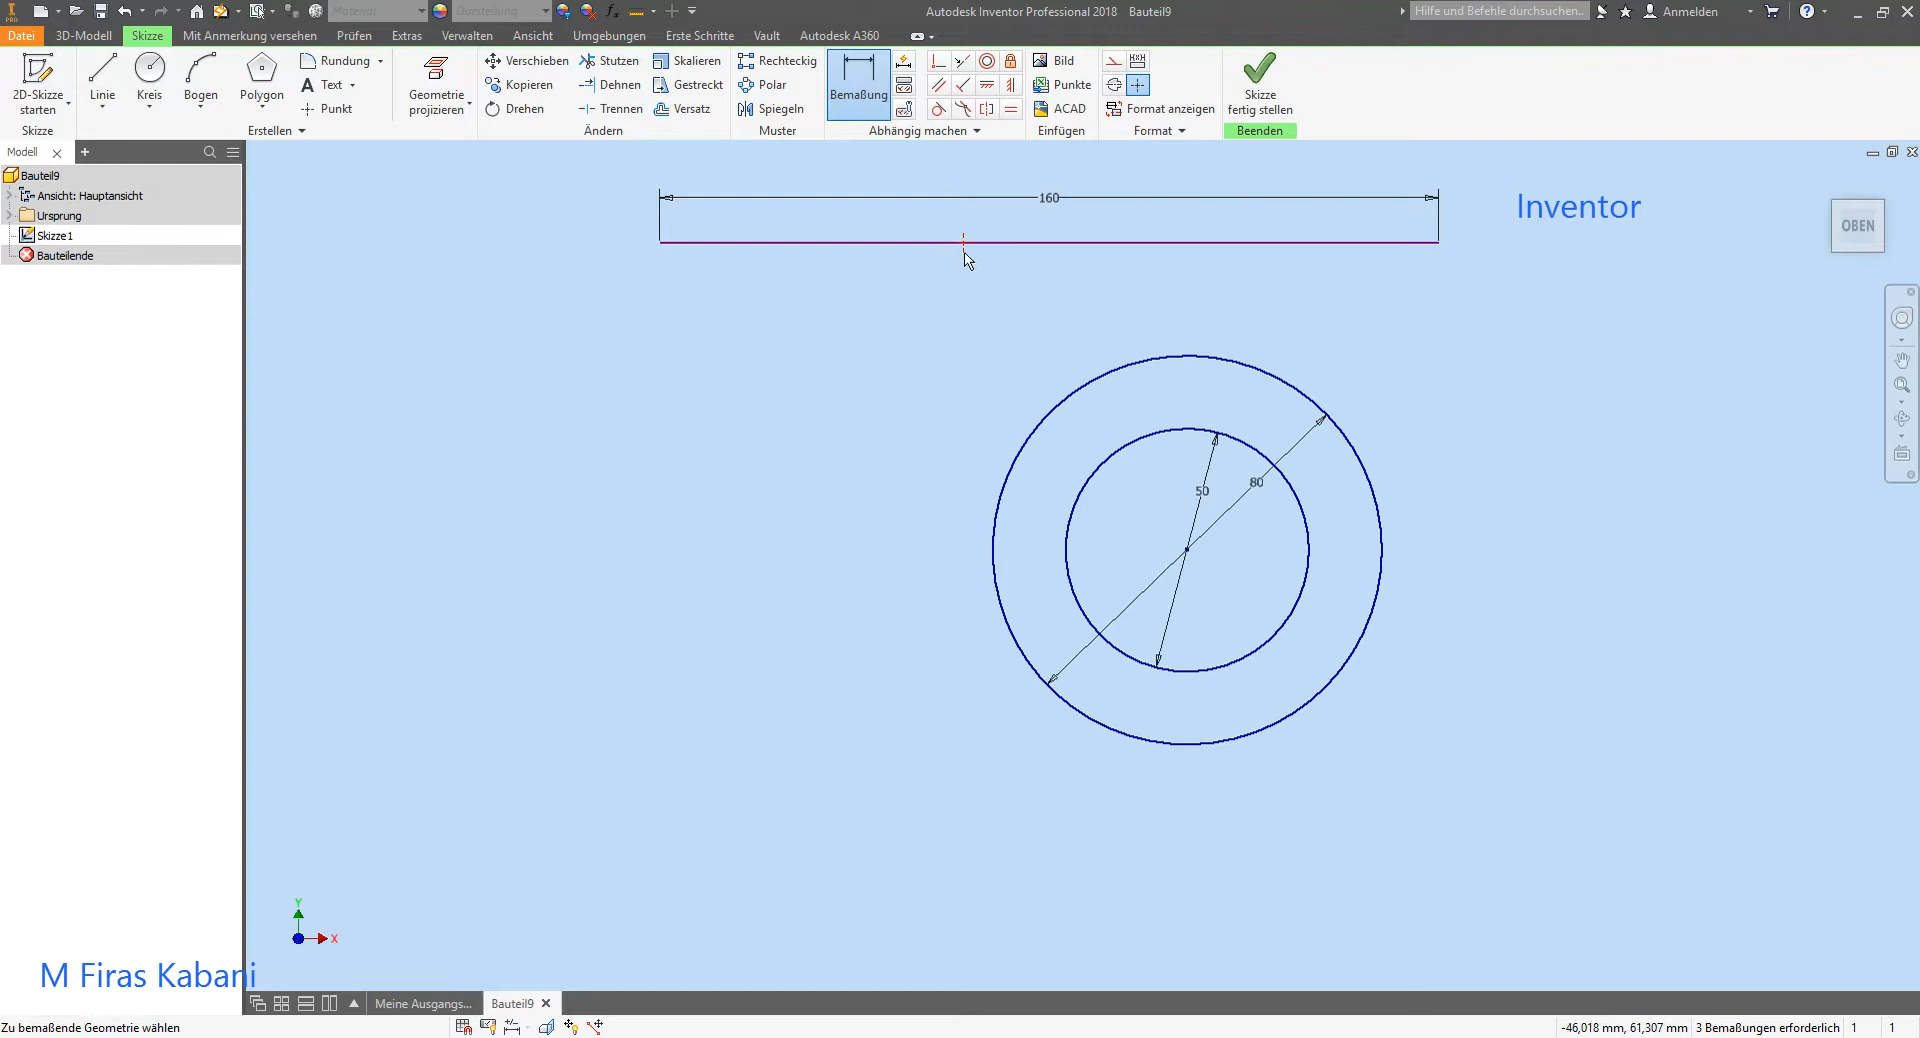 PRO
Material
Darstellung
Autodesk Inventor Professional 2018 Bauteil9
Hilfe und Befehle durchsuchen...
Anmelden
Datei 3D-Modell Skizze Mit Anmerkung versehen Prüfen Extras Verwalten Ansicht Umgebungen Erste Schritte Vault Autodesk A360
2D-Skizze starten
Linie
Kreis
Bogen
Polygon
Rundung
Text
Punkt
Geometrie projizieren
Verschieben
Kopieren
Drehen
Stutzen
Dehnen
Trennen
Skalieren
Gestreckt
Versatz
Rechteckig
Polar
Spiegeln
Bemaßung
Bild
Punkte
ACAD
Format anzeigen
Skizze
fertig stellen
Skizze Erstellen Ändern Muster Abhängig machen Einfügen Format Beenden
Modell
Bauteil9
Ansicht: Hauptansicht
Ursprung
Skizze1
Bauteilende
160
Inventor
OBEN
50
80
Y
X
M Firas Kabani
Meine Ausgangs... Bauteil9
Zu bemaßende Geometrie wählen
-46,018 mm, 61,307 mm 3 Bemaßungen erforderlich 1 1